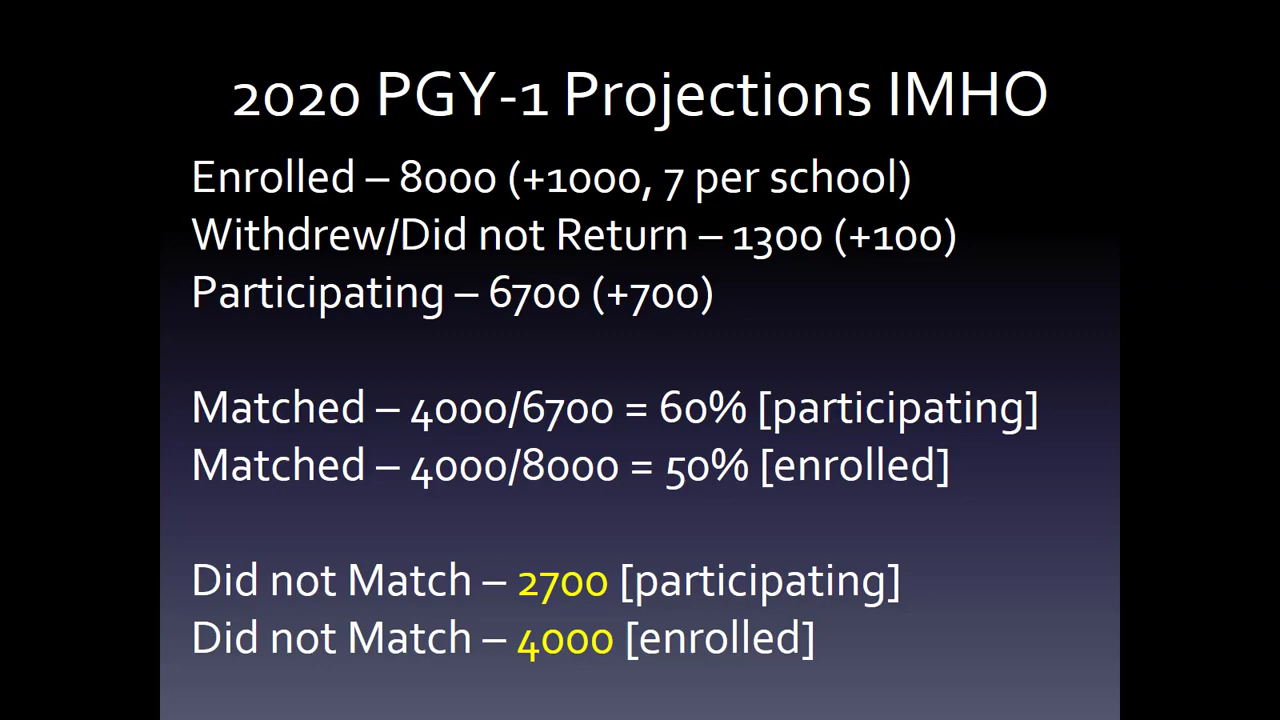 2020 PGY-1 Projections IMHO
Enrolled – 8000 (+1000, 7 per school)
Withdrew/Did not Return – 1300 (+100)
Participating – 6700 (+700)
Matched – 4000/6700 = 60% [participating]
Matched – 4000/8000 = 50% [enrolled]
Did not Match – 2700 [participating]
Did not Match – 4000 [enrolled]